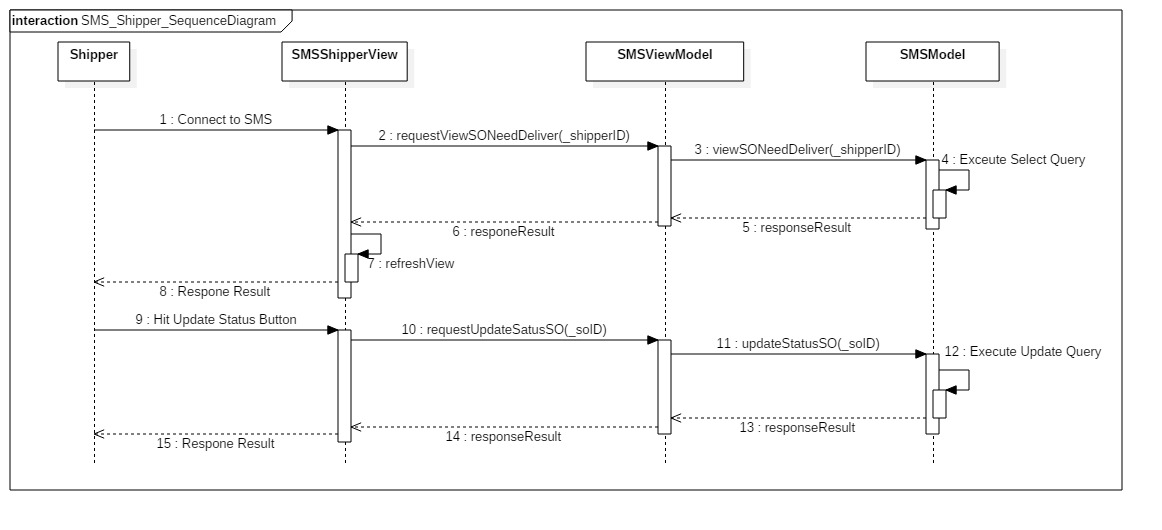 interaction SMS_Shipper_SequenceDiagram
Shipper
SMSShipperView
SMSViewModel
SMSModel
1 : Connect to SMS
2 : requestViewSONeedDeliver(_shipperID)
3 : viewSONeedDeliver(_shipperID)
4 : Exceute Select Query
5 : responseResult
6 : responeResult
7 : refreshView
8 : Respone Result
9 : Hit Update Status Button
10 : requestUpdateSatusSO(_soID)
11 : updateStatusSO(_soID)
12 : Execute Update Query
13 : responseResult
14 : responseResult
15 : Respone Result